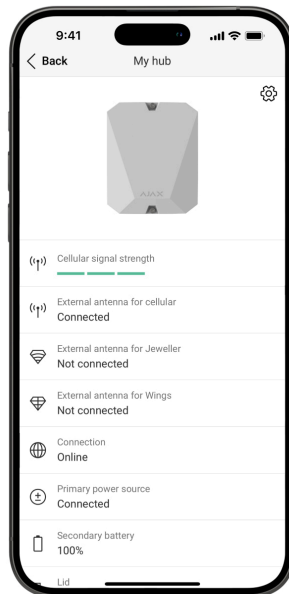 9:41
Back My hub
AJAX
Cellular signal strength
External antenna for cellular
Connected
External antenna for Jeweller
Not connected
External antenna for Wings
Not connected
Connection
Online
Primary power source
Connected
Secondary battery
100%
Lid